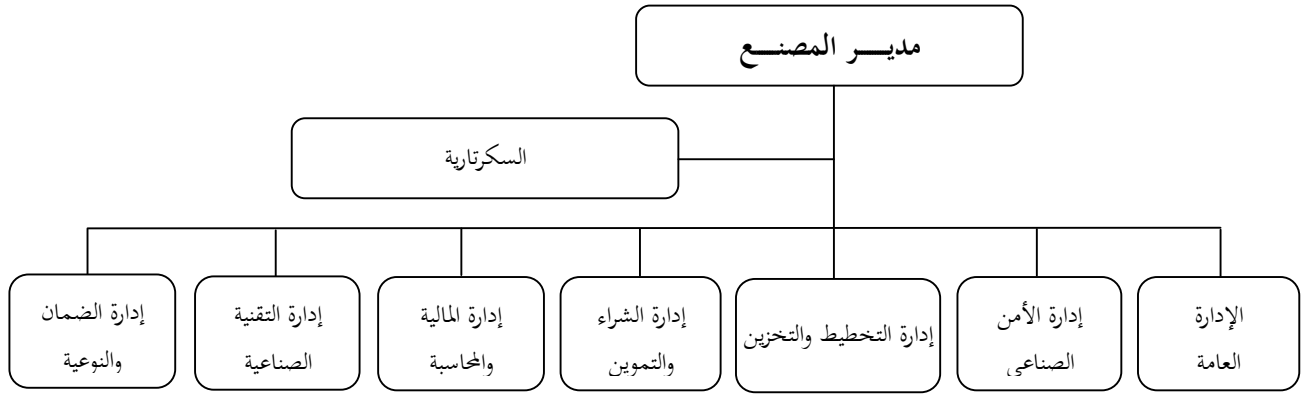 مديـــر المصنـــع
السكرتارية
الإدارة
العامة
إدارة الأمن
الصناعي
إدارة التخطيط والتخزين
إدارة الشراء
والتموين
إدارة المالية
والمحاسبة
إدارة التقنية
الصناعية
إدارة الضمان
والنوعية